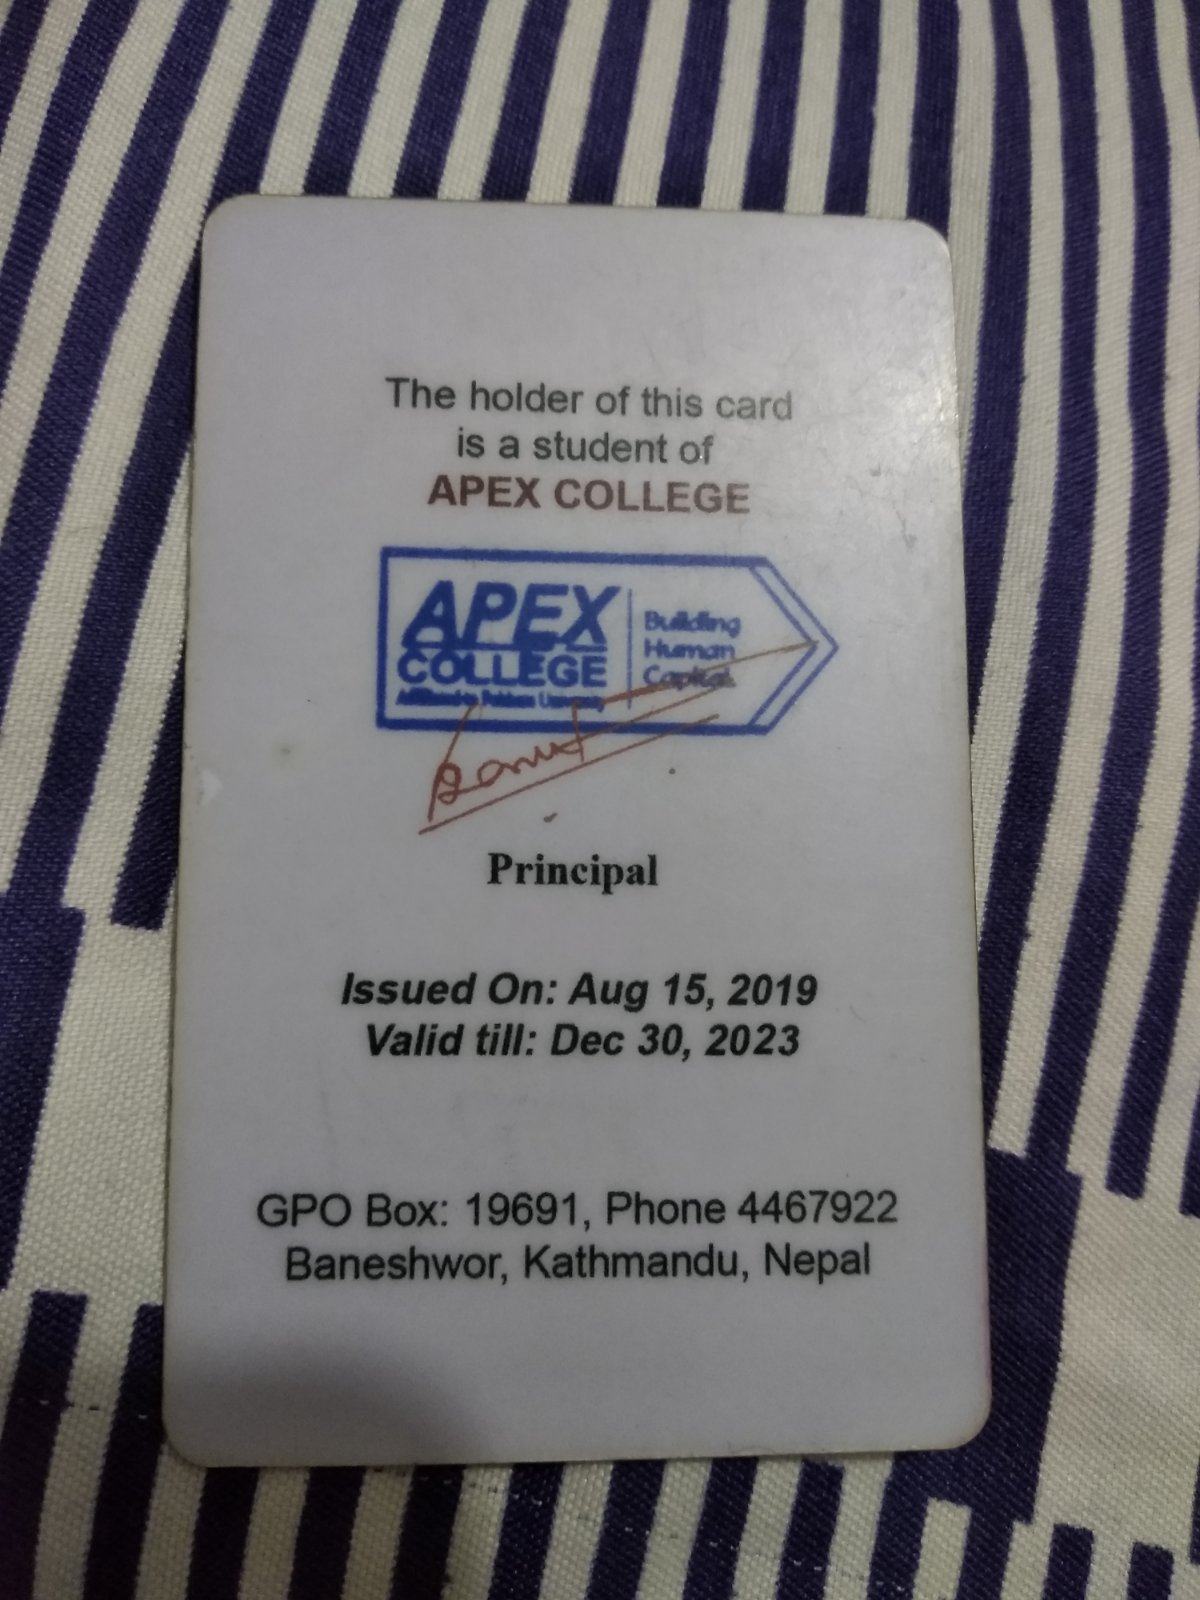 The holder of this card
is a student of
APEX COLLEGE
APEX
COLLEGE
Affiliated to Pokhara University
Building
Human
Capital
Principal
Issued On: Aug 15, 2019
Valid till: Dec 30, 2023
GPO Box: 19691, Phone 4467922
Baneshwor, Kathmandu, Nepal